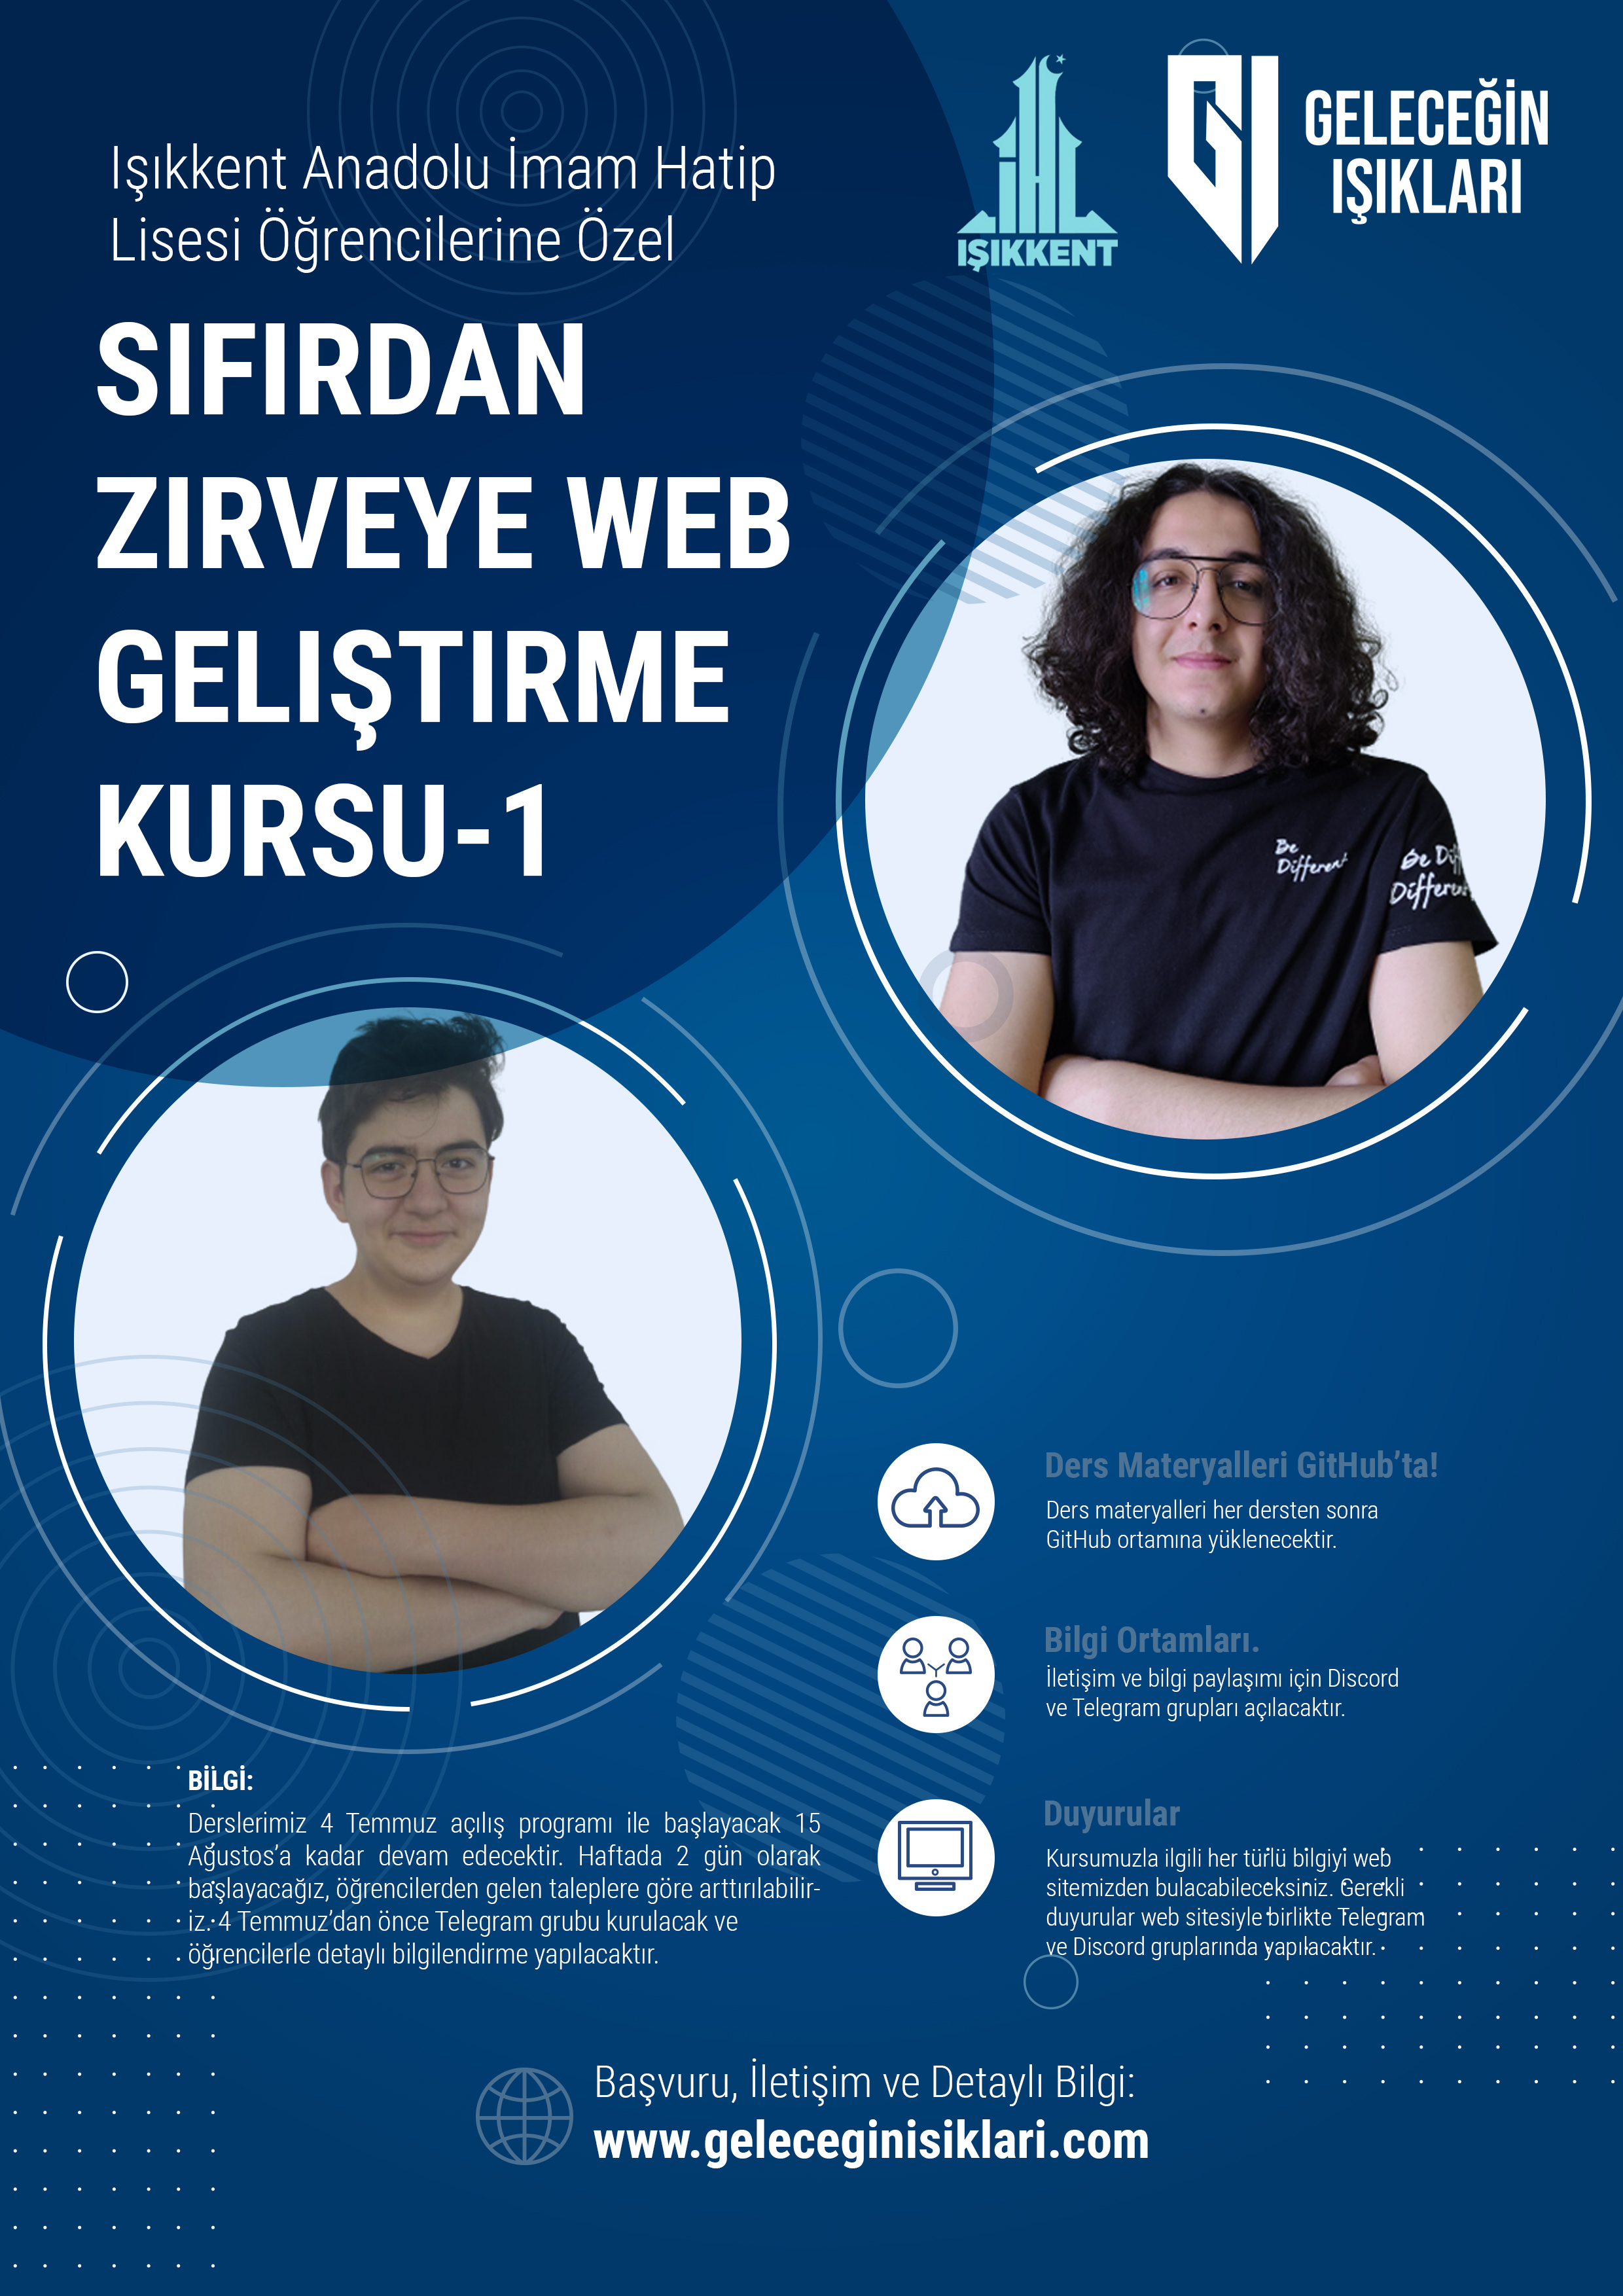 Işıkkent Anadolu İmam Hatip
Lisesi Öğrencilerine Özel
SIFIRDAN
ZIRVEYE WEB
GELIŞTIRME
KURSU-1
İHL
IŞIKKENT
GI
GELECEĞİN
IŞIKLARI
Be
Different
Be Diff
Different
Ders Materyalleri GitHub’ta!
Ders materyalleri her dersten sonra
GitHub ortamına yüklenecektir.
Bilgi Ortamları.
İletişim ve bilgi paylaşımı için Discord
ve Telegram grupları açılacaktır.
Duyurular
Kursumuzla ilgili her türlü bilgiyi web
sitemizden bulacabileceksiniz. Gerekli
duyurular web sitesiyle birlikte Telegram
ve Discord gruplarında yapılacaktır.
BİLGİ:
Derslerimiz 4 Temmuz açılış programı ile başlayacak 15
Ağustos’a kadar devam edecektir. Haftada 2 gün olarak
başlayacağız, öğrencilerden gelen taleplere göre arttırılabilir-
iz. 4 Temmuz’dan önce Telegram grubu kurulacak ve
öğrencilerle detaylı bilgilendirme yapılacaktır.
Başvuru, İletişim ve Detaylı Bilgi:
www.geleceginisiklari.com